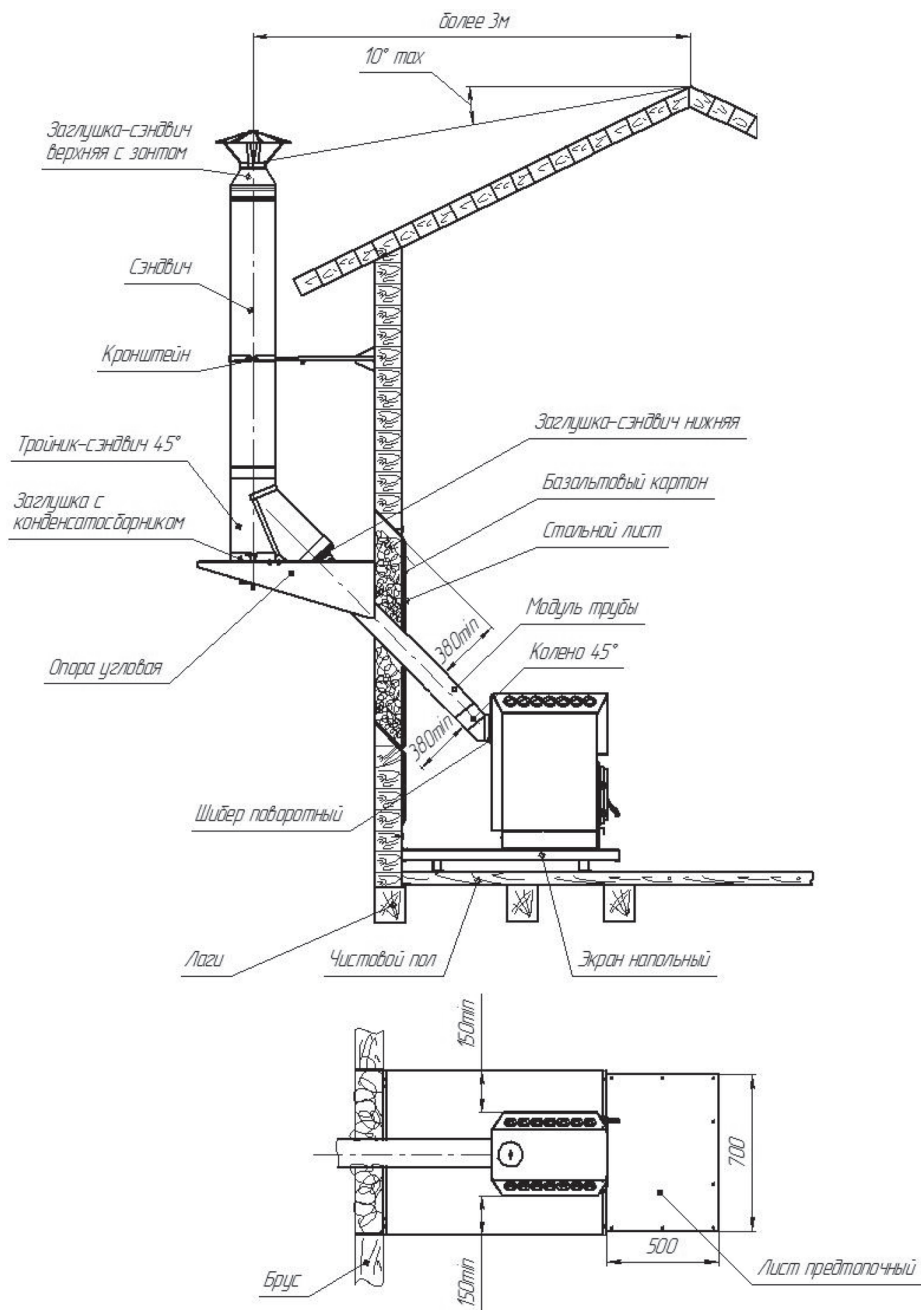 более 3м
10° max
Заглушка-сэндвич
верхняя с зонтом
Сэндвич
Кронштейн
Заглушка-сэндвич нижняя
Тройник-сэндвич 45°
Базальтовый картон
Заглушка с
конденсатосборником
Стальной лист
Модуль трубы
380min
Колено 45°
Опора угловая
380min
Шибер поворотный
Лаги
Чистовой пол
Экран напольный
150min
700
500
Лист предтопочный
Брус
150min